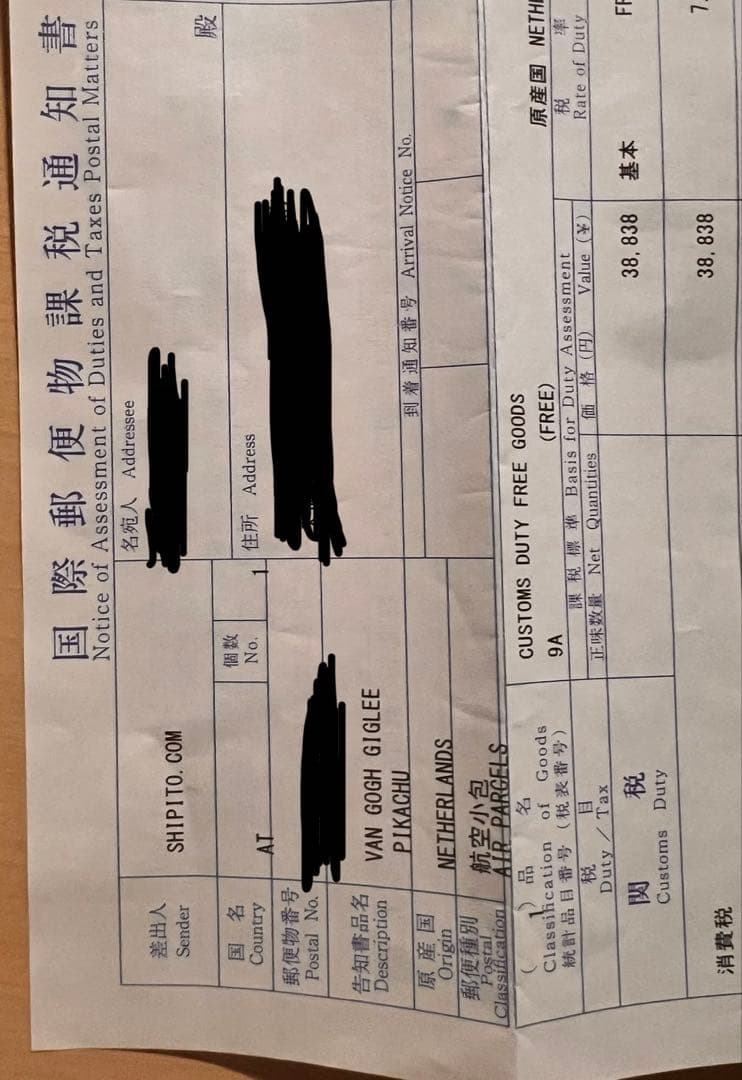 国際郵便物課税通知書
Notice of Assessment of Duties and Taxes Postal Matters
差出人
Sender
SHIPITO.COM
名宛人 Addressee
殿
国名
Country
AT
個数
No.
1
住所 Address
郵便物番号
Postal No.
告知書品名
Description
VAN GOGH GIGLEE
PIKACHU
原産国
Origin
NETHERLANDS
到着通知番号 Arrival Notice No.
郵便種別
Postal
Classification
航空小包
AIR PARCELS
( 1 ) 品名
Classification of Goods
統計品目番号(税表番号)
CUSTOMS DUTY FREE GOODS
9A (FREE)
原産国 NETH
税目
Duty / Tax
課税標準 Basis for Duty Assessment
正味数量 Net Quantities
価格(円) Value (¥)
税率
Rate of Duty
関税
Customs Duty
38,838
基本
FR
消費税
38,838
7.